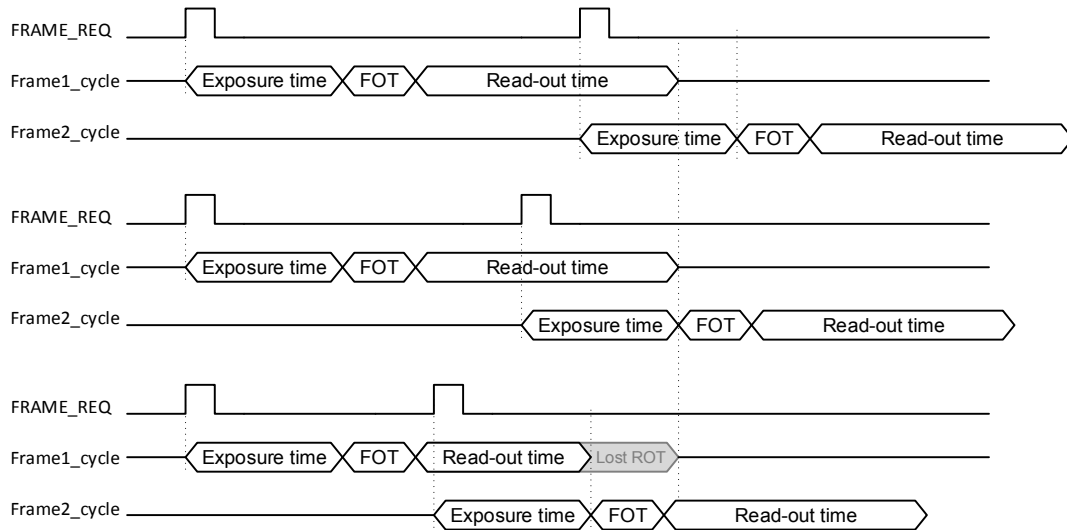 FRAME_REQ
Frame1_cycle Exposure time FOT Read-out time
Frame2_cycle Exposure time FOT Read-out time
FRAME_REQ
Frame1_cycle Exposure time FOT Read-out time
Frame2_cycle Exposure time FOT Read-out time
FRAME_REQ
Frame1_cycle Exposure time FOT Read-out time Lost ROT
Frame2_cycle Exposure time FOT Read-out time